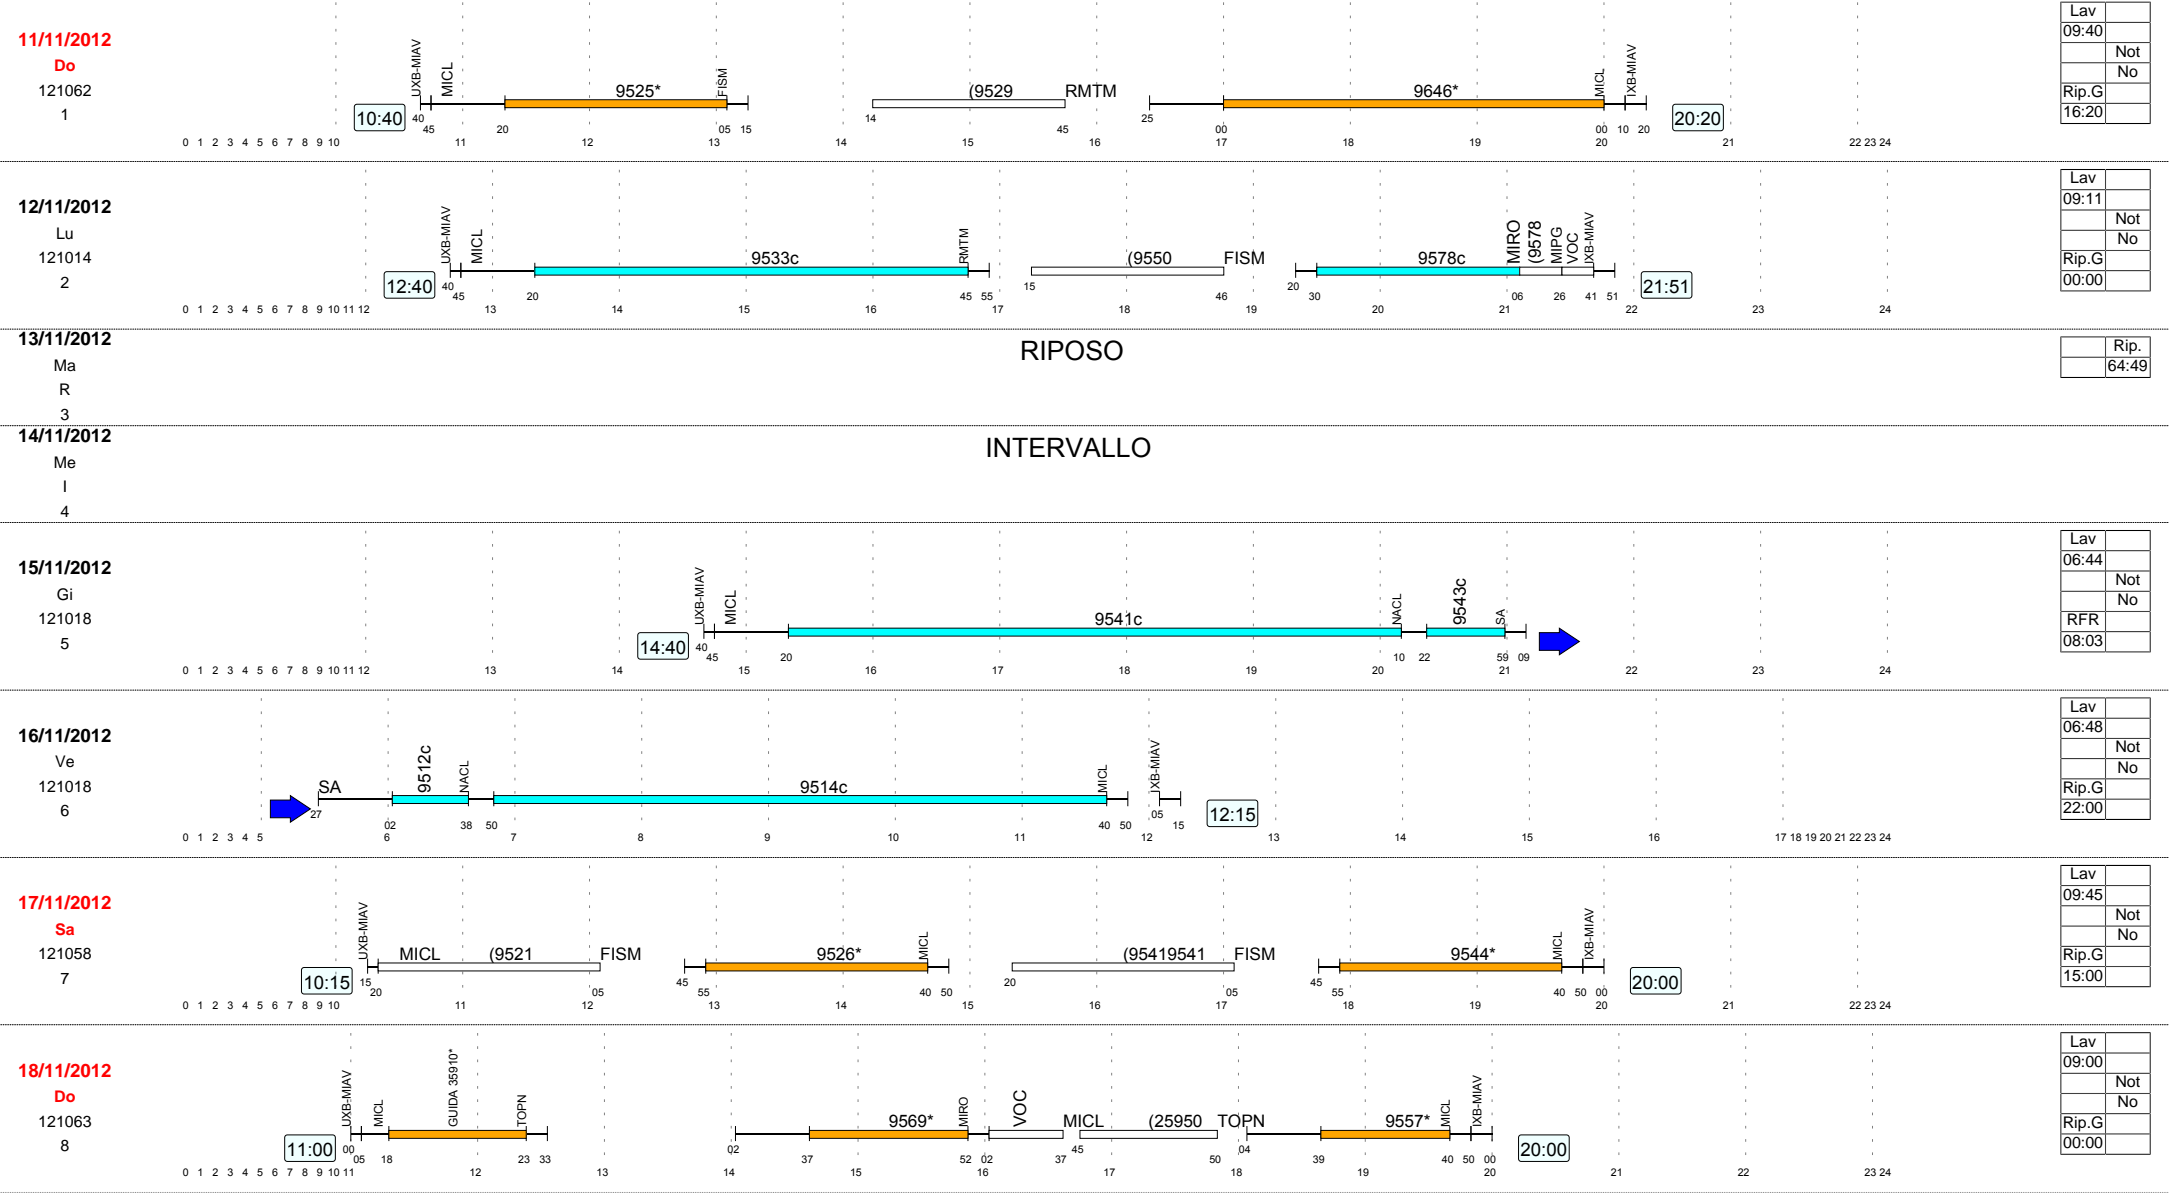 11/11/2012
Do
121062
1
10:40
UXB-MIAV
MICL
9525*
FISM
(9529
RMTM
9646*
MICL
IXB-MIAV
20:20
40 45 20 05 15 14 45 25 00 00 10 20
0 1 2 3 4 5 6 7 8 9 10 11 12 13 14 15 16 17 18 19 20 21 22 23 24
Lav
09:40
Not
No
Rip.G
16:20
12/11/2012
Lu
121014
2
12:40
UXB-MIAV
MICL
9533c
RMTM
(9550
FISM
9578c
MIRO
(9578
MIPG
VOC
IXB-MIAV
21:51
40 45 20 45 55 15 46 20 30 06 26 41 51
0 1 2 3 4 5 6 7 8 9 10 11 12 13 14 15 16 17 18 19 20 21 22 23 24
Lav
09:11
Not
No
Rip.G
00:00
13/11/2012
Ma
R
3
RIPOSO
Rip.
64:49
14/11/2012
Me
I
4
INTERVALLO
15/11/2012
Gi
121018
5
14:40
UXB-MIAV
MICL
9541c
NACL
9543c
SA
40 45 20 10 22 59 09
0 1 2 3 4 5 6 7 8 9 10 11 12 13 14 15 16 17 18 19 20 21 22 23 24
Lav
06:44
Not
No
RFR
08:03
16/11/2012
Ve
121018
6
SA
9512c
NACL
9514c
MICL
IXB-MIAV
12:15
27 02 38 50 40 50 05 15
0 1 2 3 4 5 6 7 8 9 10 11 12 13 14 15 16 17 18 19 20 21 22 23 24
Lav
06:48
Not
No
Rip.G
22:00
17/11/2012
Sa
121058
7
10:15
UXB-MIAV
MICL
(9521
FISM
9526*
MICL
(95419541
FISM
9544*
MICL
IXB-MIAV
20:00
15 20 05 45 55 40 50 20 05 45 55 40 50 00
0 1 2 3 4 5 6 7 8 9 10 11 12 13 14 15 16 17 18 19 20 21 22 23 24
Lav
09:45
Not
No
Rip.G
15:00
18/11/2012
Do
121063
8
11:00
UXB-MIAV
MICL
GUIDA 35910*
TOPN
9569*
MIRO
VOC
MICL
(25950
TOPN
9557*
MICL
IXB-MIAV
20:00
00 05 18 23 33 02 37 52 02 45 50 04 39 40 50 00
0 1 2 3 4 5 6 7 8 9 10 11 12 13 14 15 16 17 18 19 20 21 22 23 24
Lav
09:00
Not
No
Rip.G
00:00